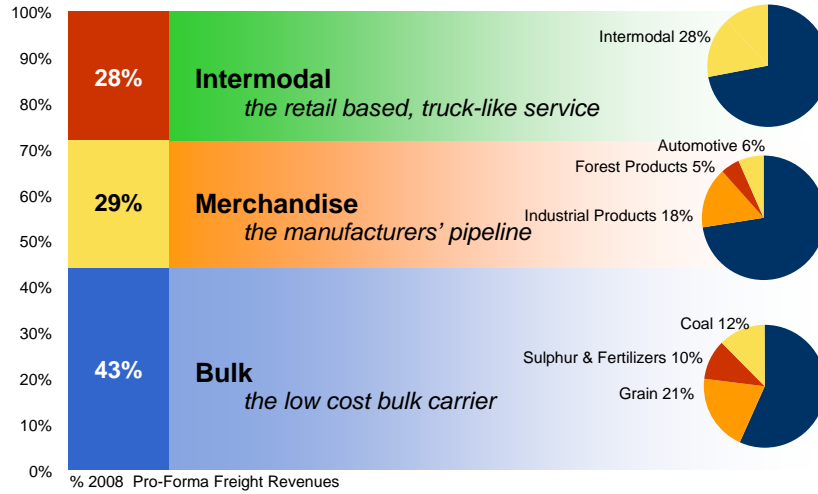 100%
90%
80%
70%
60%
50%
40%
30%
20%
10%
0%
28%
29%
43%
Intermodal
the retail based, truck-like service
Merchandise
the manufacturers’ pipeline
Bulk
the low cost bulk carrier
Intermodal 28%
Automotive 6%
Forest Products 5%
Industrial Products 18%
Coal 12%
Sulphur & Fertilizers 10%
Grain 21%
% 2008 Pro-Forma Freight Revenues